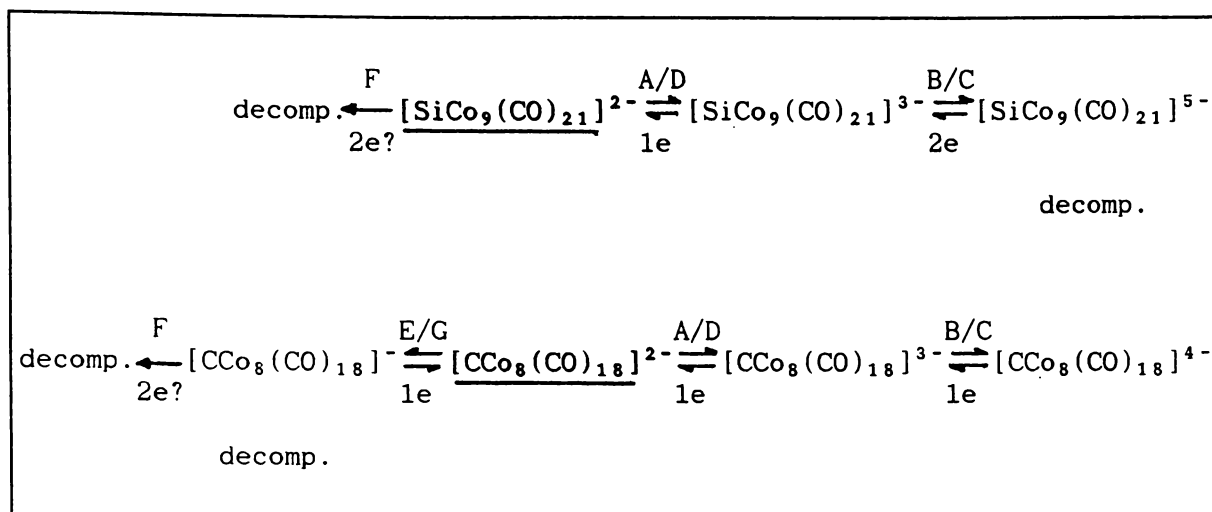 F A/D B/C
decomp. ← [SiCo₉(CO)₂₁]²⁻ ⇌ [SiCo₉(CO)₂₁]³⁻ ⇌ [SiCo₉(CO)₂₁]⁵⁻
2e? 1e 2e
decomp.
F E/G A/D B/C
decomp. ← [CCo₈(CO)₁₈]⁻ ⇌ [CCo₈(CO)₁₈]²⁻ ⇌ [CCo₈(CO)₁₈]³⁻ ⇌ [CCo₈(CO)₁₈]⁴⁻
2e? 1e 1e 1e
decomp.